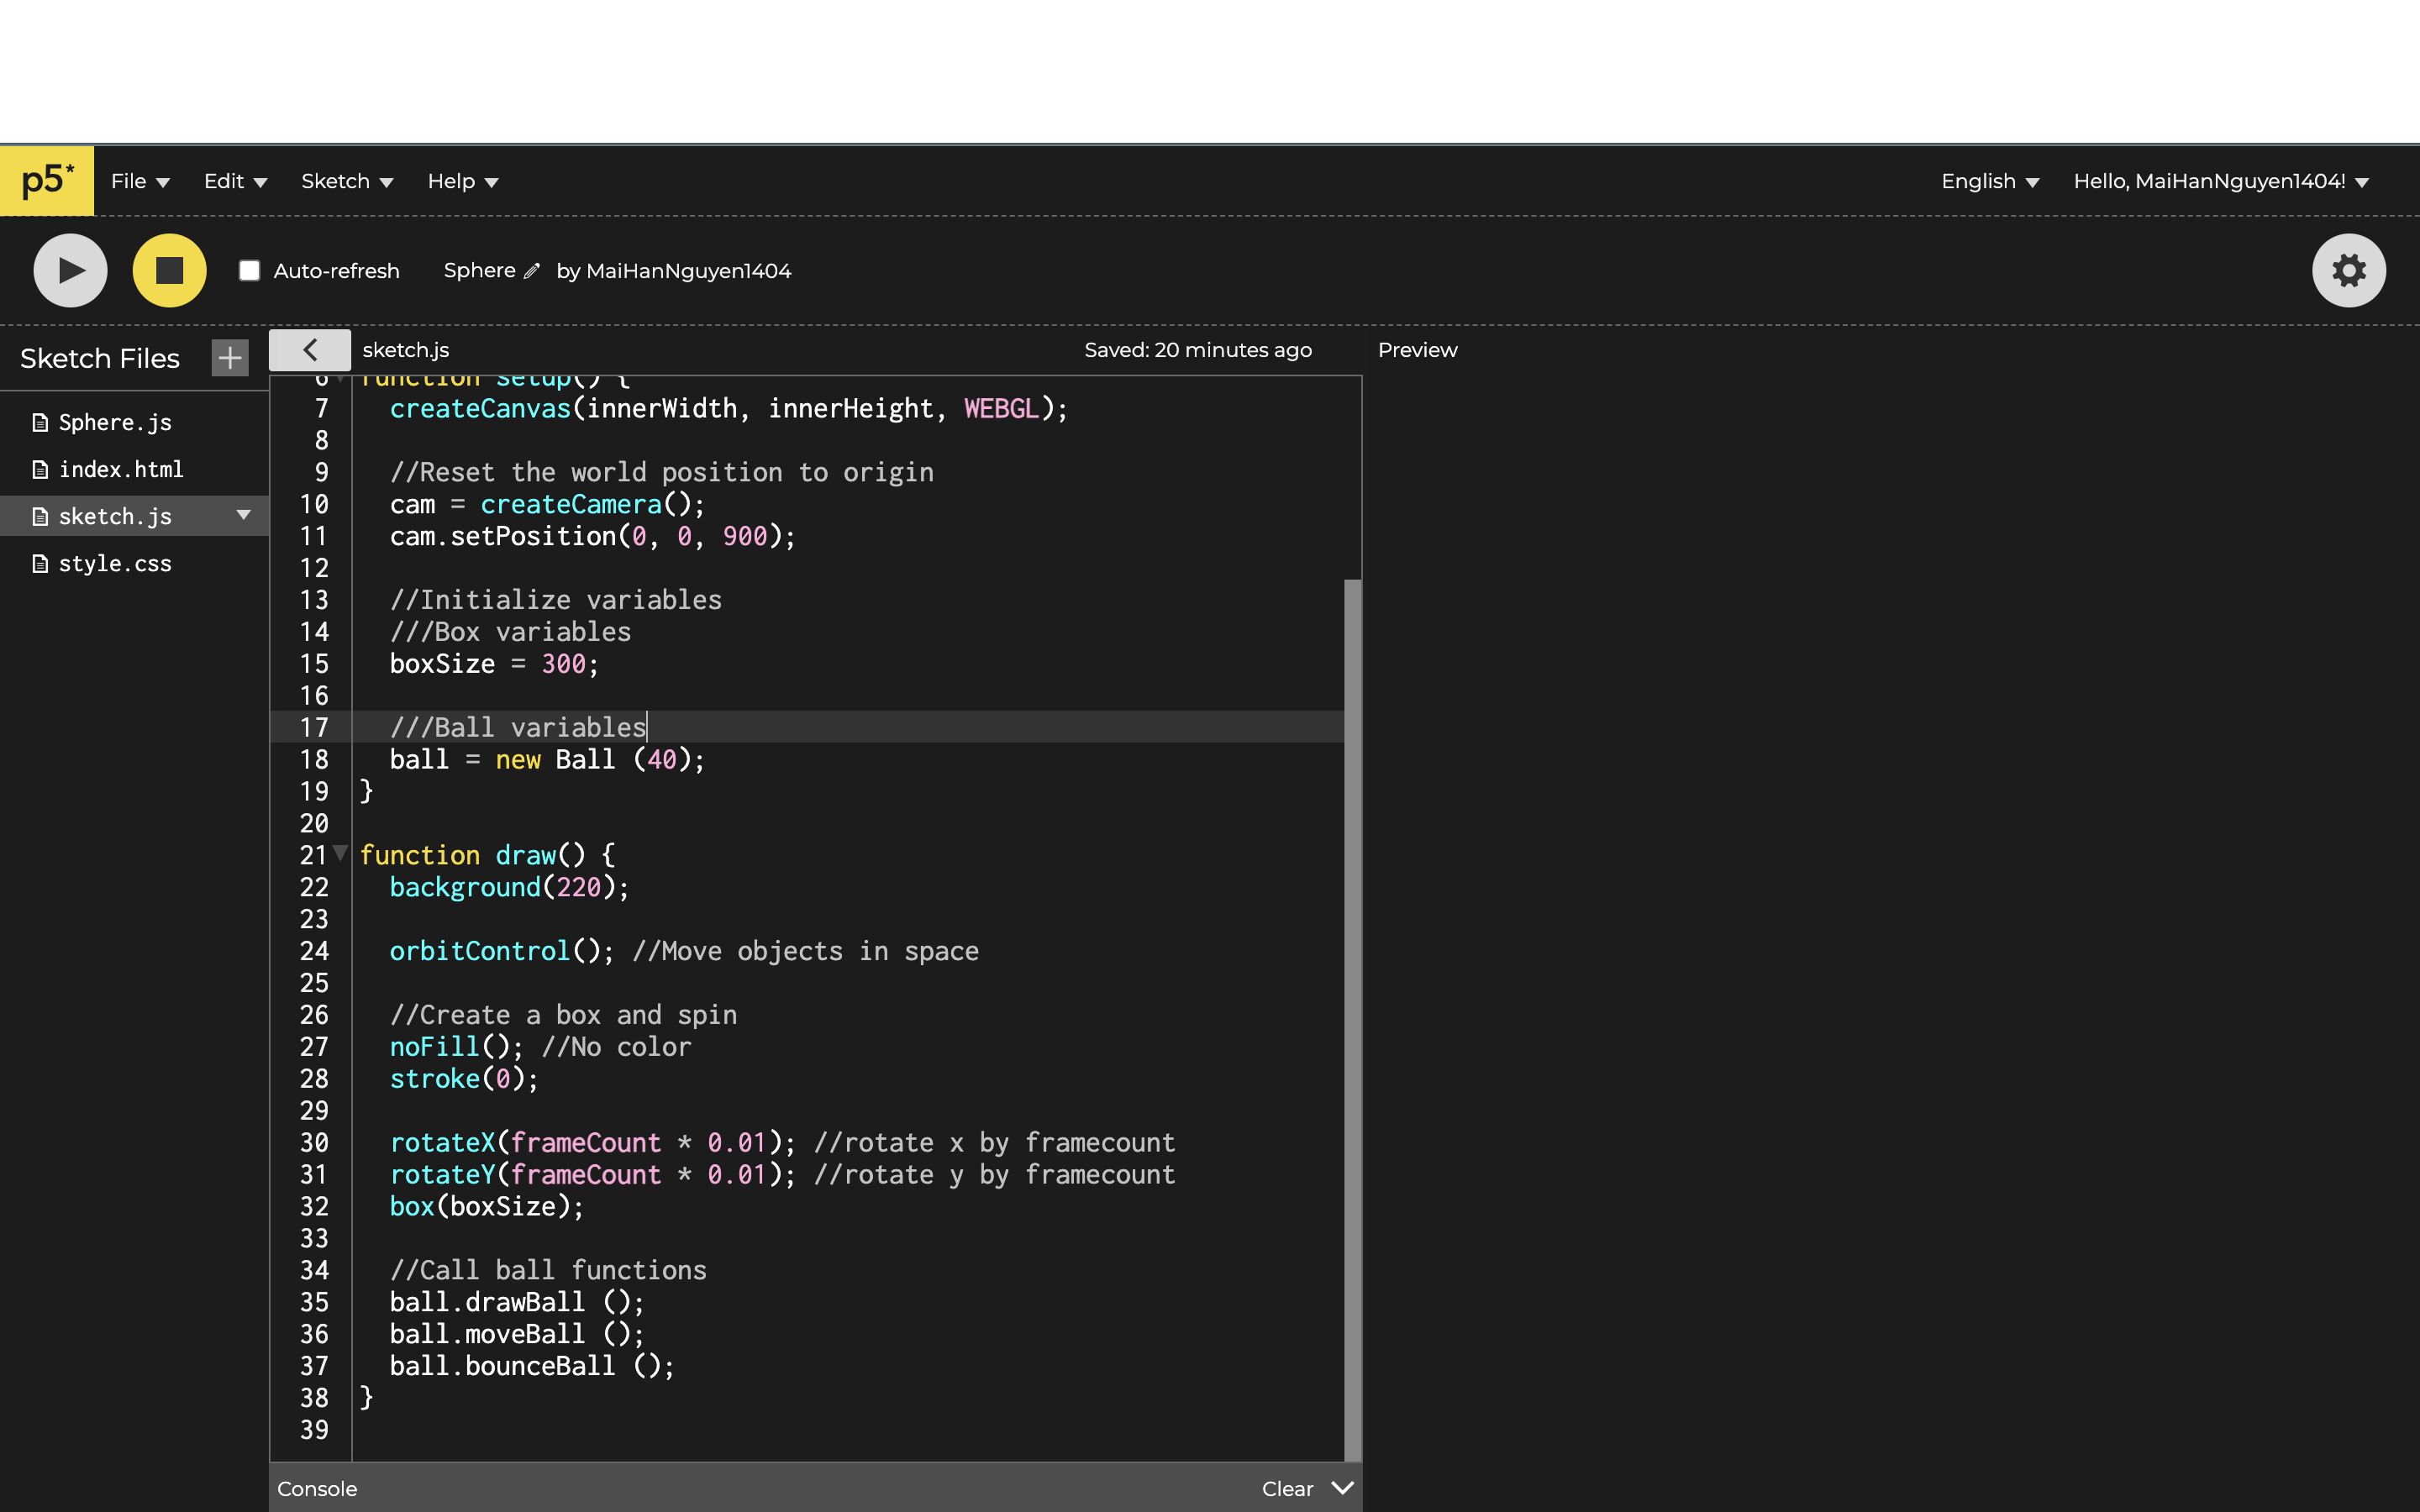 p5* File Edit Sketch Help English Hello, MaiHanNguyen1404!
Auto-refresh Sphere by MaiHanNguyen1404
Sketch Files
Sphere.js
index.html
sketch.js
style.css
sketch.js Saved: 20 minutes ago Preview
6 function setup() {
7 createCanvas(innerWidth, innerHeight, WEBGL);
8
9 //Reset the world position to origin
10 cam = createCamera();
11 cam.setPosition(0, 0, 900);
12
13 //Initialize variables
14 ///Box variables
15 boxSize = 300;
16
17 ///Ball variables
18 ball = new Ball (40);
19 }
20
21 function draw() {
22 background(220);
23
24 orbitControl(); //Move objects in space
25
26 //Create a box and spin
27 noFill(); //No color
28 stroke(0);
29
30 rotateX(frameCount * 0.01); //rotate x by framecount
31 rotateY(frameCount * 0.01); //rotate y by framecount
32 box(boxSize);
33
34 //Call ball functions
35 ball.drawBall ();
36 ball.moveBall ();
37 ball.bounceBall ();
38 }
39
Console Clear